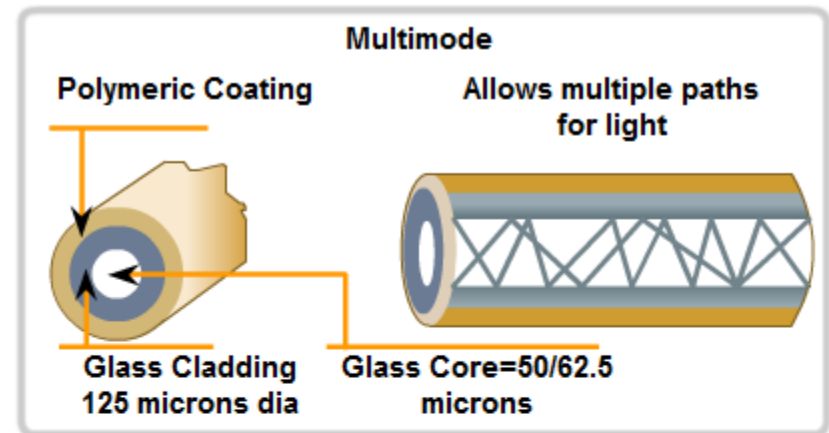 Multimode
Polymeric Coating
Allows multiple paths
for light
Glass Cladding
125 microns dia
Glass Core=50/62.5
microns